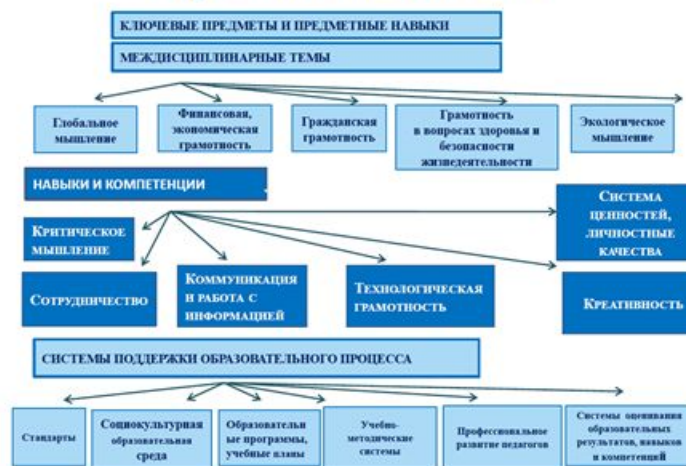 КЛЮЧЕВЫЕ ПРЕДМЕТЫ И ПРЕДМЕТНЫЕ НАВЫКИ
МЕЖДИСЦИПЛИНАРНЫЕ ТЕМЫ
Глобальное
мышление
Финансовая,
экономическая
грамотность
Гражданская
грамотность
Грамотность
в вопросах здоровья и
безопасности
жизнедеятельности
Экологическое
мышление
НАВЫКИ И КОМПЕТЕНЦИИ
КРИТИЧЕСКОЕ
МЫШЛЕНИЕ
СИСТЕМА
ЦЕННОСТЕЙ,
ЛИЧНОСТНЫЕ
КАЧЕСТВА
СОТРУДНИЧЕСТВО
КОММУНИКАЦИЯ
И РАБОТА С
ИНФОРМАЦИЕЙ
ТЕХНОЛОГИЧЕСКАЯ
ГРАМОТНОСТЬ
КРЕАТИВНОСТЬ
СИСТЕМЫ ПОДДЕРЖКИ ОБРАЗОВАТЕЛЬНОГО ПРОЦЕССА
Стандарты
Социокультурная
образовательная
среда
Образовательн
ые программы,
учебные планы
Учебно-
методические
системы
Профессиональное
развитие педагогов
Системы оценивания
образовательных
результатов, навыков
и компетенций